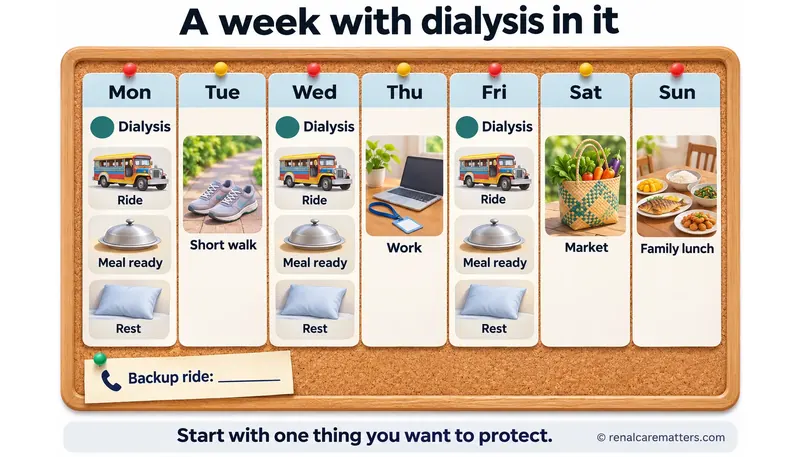 A week with dialysis in it
Mon
Dialysis
Ride
Meal ready
Rest
Tue
Short walk
Wed
Dialysis
Ride
Meal ready
Rest
Thu
Work
Fri
Dialysis
Ride
Meal ready
Rest
Sat
Market
Sun
Family lunch
Backup ride: ________
Start with one thing you want to protect.
© renalcarematters.com